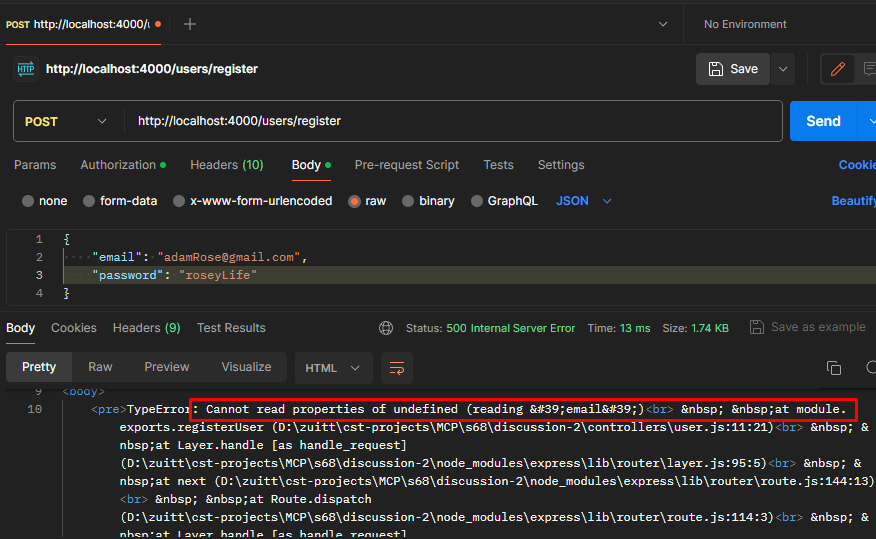 POST http://localhost:4000/u
No Environment
HTTP http://localhost:4000/users/register
Save
POST http://localhost:4000/users/register
Send
Params Authorization Headers (10) Body Pre-request Script Tests Settings Cookie
none form-data x-www-form-urlencoded raw binary GraphQL JSON Beautify
1 {
2 "email": "adamRose@gmail.com",
3 "password": "roseyLife"
4 }
Body Cookies Headers (9) Test Results Status: 500 Internal Server Error Time: 13 ms Size: 1.74 KB Save as example
Pretty Raw Preview Visualize HTML
9 <body>
10 <pre>TypeError: Cannot read properties of undefined (reading &#39;email&#39;)<br> &nbsp; &nbsp;at module.
exports.registerUser (D:\zuitt\cst-projects\MCP\s68\discussion-2\controllers\user.js:11:21)<br> &nbsp; &
nbsp;at Layer.handle [as handle_request]
(D:\zuitt\cst-projects\MCP\s68\discussion-2\node_modules\express\lib\router\layer.js:95:5)<br> &nbsp; &
nbsp;at next (D:\zuitt\cst-projects\MCP\s68\discussion-2\node_modules\express\lib\router\route.js:144:13)
<br> &nbsp; &nbsp;at Route.dispatch
(D:\zuitt\cst-projects\MCP\s68\discussion-2\node_modules\express\lib\router\route.js:114:3)<br> &nbsp; &
nbsp;at Layer.handle [as handle_request]